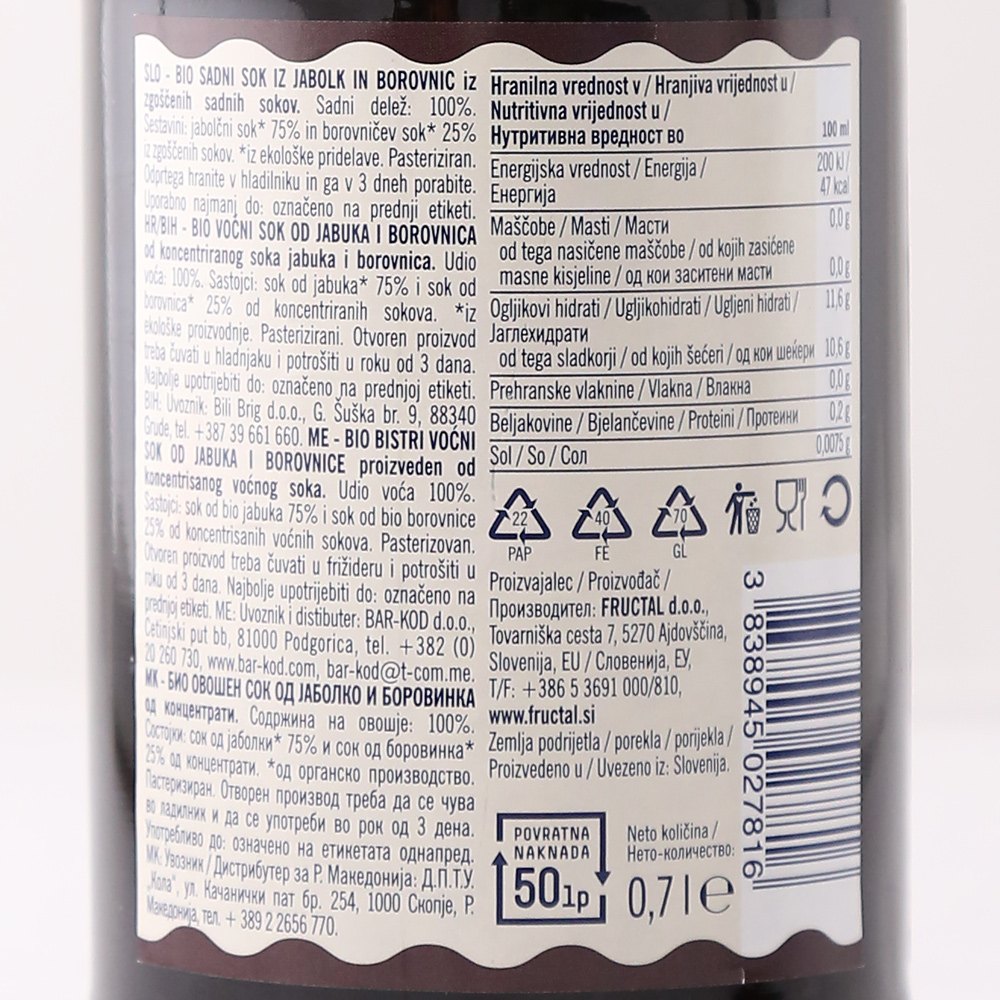 SLO - BIO SADNI SOK IZ JABOLK IN BOROVNIC iz
zgoščenih sadnih sokov. Sadni delež: 100%.
Sestavini: jabolčni sok* 75% in borovničev sok* 25%
iz zgoščenih sokov. *iz ekološke pridelave. Pasteriziran.
Odprtega hranite v hladilniku in ga v 3 dneh porabite.
Uporabno najmanj do: označeno na prednji etiketi.
HR/BIH - BIO VOĆNI SOK OD JABUKA I BOROVNICA
od koncentriranog soka jabuka i borovnica. Udio
voća: 100%. Sastojci: sok od jabuka* 75% i sok od
borovnica* 25% od koncentriranih sokova. *iz
ekološke proizvodnje. Pasterizirani. Otvoren proizvod
treba čuvati u hladnjaku i potrošiti u roku od 3 dana.
Najbolje upotrijebiti do: označeno na prednjoj etiketi.
BIH: Uvoznik: Bili Brig d.o.o., G. Šuška br. 9, 88340
Grude, tel. +387 39 661 660. ME - BIO BISTRI VOĆNI
SOK OD JABUKA I BOROVNICE proizveden od
koncentrisanog voćnog soka. Udio voća 100%.
Sastojci: sok od bio jabuka 75% i sok od bio borovnice
25% od koncentrisanih voćnih sokova. Pasterizovan.
Otvoren proizvod treba čuvati u frižideru i potrošiti u
roku od 3 dana. Najbolje upotrijebiti do: označeno na
prednjoj etiketi. ME: Uvoznik i distributer: BAR-KOD d.o.o.,
Cetinjski put bb, 81000 Podgorica, tel. +382 (0)
20 260 730, www.bar-kod.com, bar-kod@t-com.me.
МК - БИО ОВОШЕН СОК ОД ЈАБОЛКО И БОРОВИНКА
од концентрати. Содржина на овошје: 100%.
Состојки: сок од јаболки* 75% и сок од боровинка*
25% од концентрати. *од органско производство.
Пастеризиран. Отворен производ треба да се чува
во ладилник и да се употреби во рок од 3 дена.
Употребливо до: означено на етикетата однапред.
МК: Увозник / Дистрибутер за Р. Македонија: Д.П.Т.У.
„Кола“, ул. Качанички пат бр. 254, 1000 Скопје, Р.
Македонија, тел. + 389 2 2656 770.
Hranilna vrednost v / Hranjiva vrijednost u /
Nutritivna vrijednost u /
Нутритивна вредност во 100 ml
Energijska vrednost / Energija / 200 kJ /
Енергија 47 kcal
Maščobe / Masti / Масти 0,0 g
od tega nasičene maščobe / od kojih zasićene
masne kisjeline / од кои заситени масти 0,0 g
Ogljikovi hidrati / Ugljikohidrati / Ugljeni hidrati / 11,6 g
Јаглехидрати
od tega sladkorji / od kojih šećeri / од кои шеќери 10,6 g
Prehranske vlaknine / Vlakna / Влакна 0,0 g
Beljakovine / Bjelančevine / Proteini / Протеини 0,2 g
Sol / So / Сол 0,0075 g
22 40 70
PAP FE GL
Proizvajalec / Proizvođač /
Производител: FRUCTAL d.o.o.,
Tovarniška cesta 7, 5270 Ajdovščina,
Slovenija, EU / Словенија, ЕУ,
T/F: +386 5 3691 000/810,
www.fructal.si
Zemlja podrijetla / porekla / porijekla /
Proizvedeno u / Uvezeno iz: Slovenija.
POVRATNA
NAKNADA
50lp
Neto količina /
Нето-количество:
0,7 l e
3 838945 027816